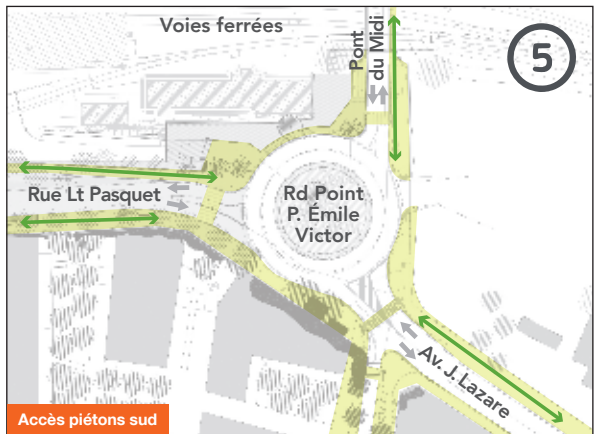 Voies ferrées
Pont
du Midi
5
Rue Lt Pasquet
Rd Point
P. Émile
Victor
Av. J. Lazare
Accès piétons sud